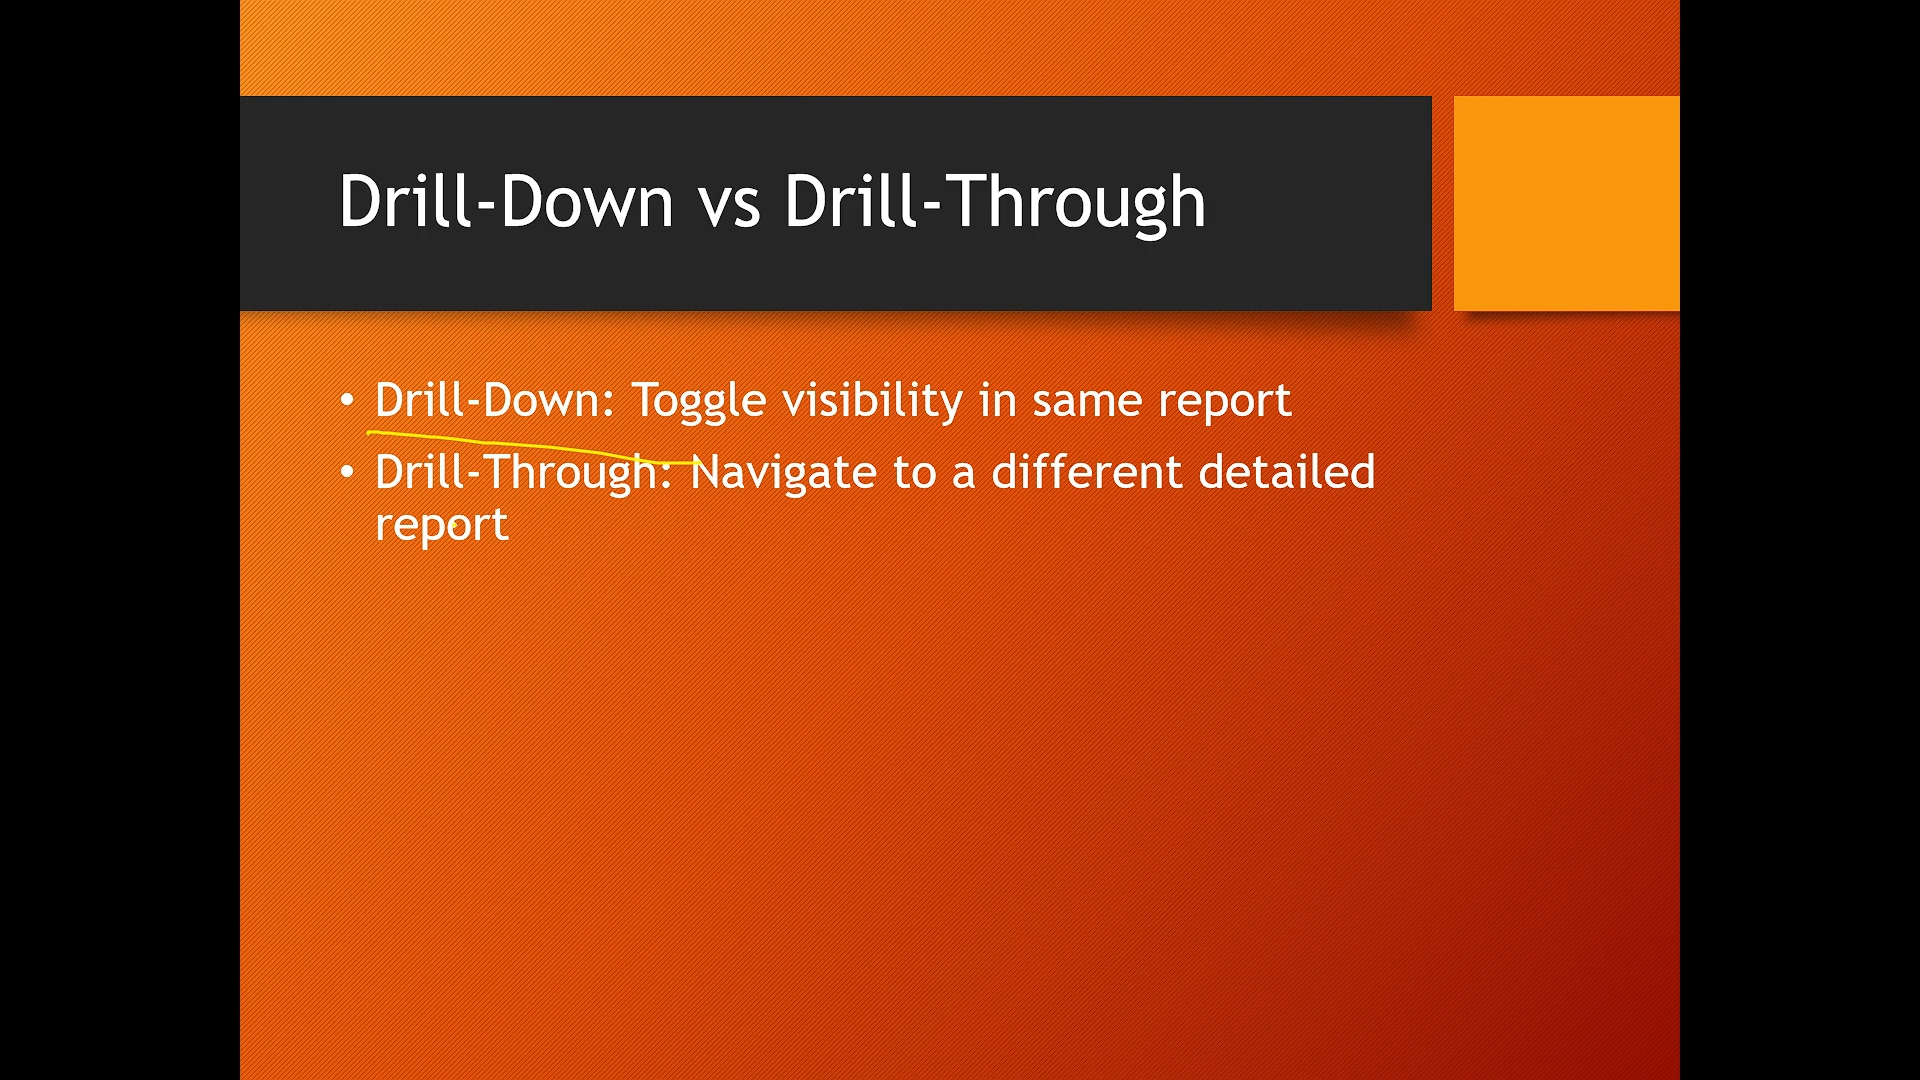 Drill-Down vs Drill-Through
• Drill-Down: Toggle visibility in same report
• Drill-Through: Navigate to a different detailed
report